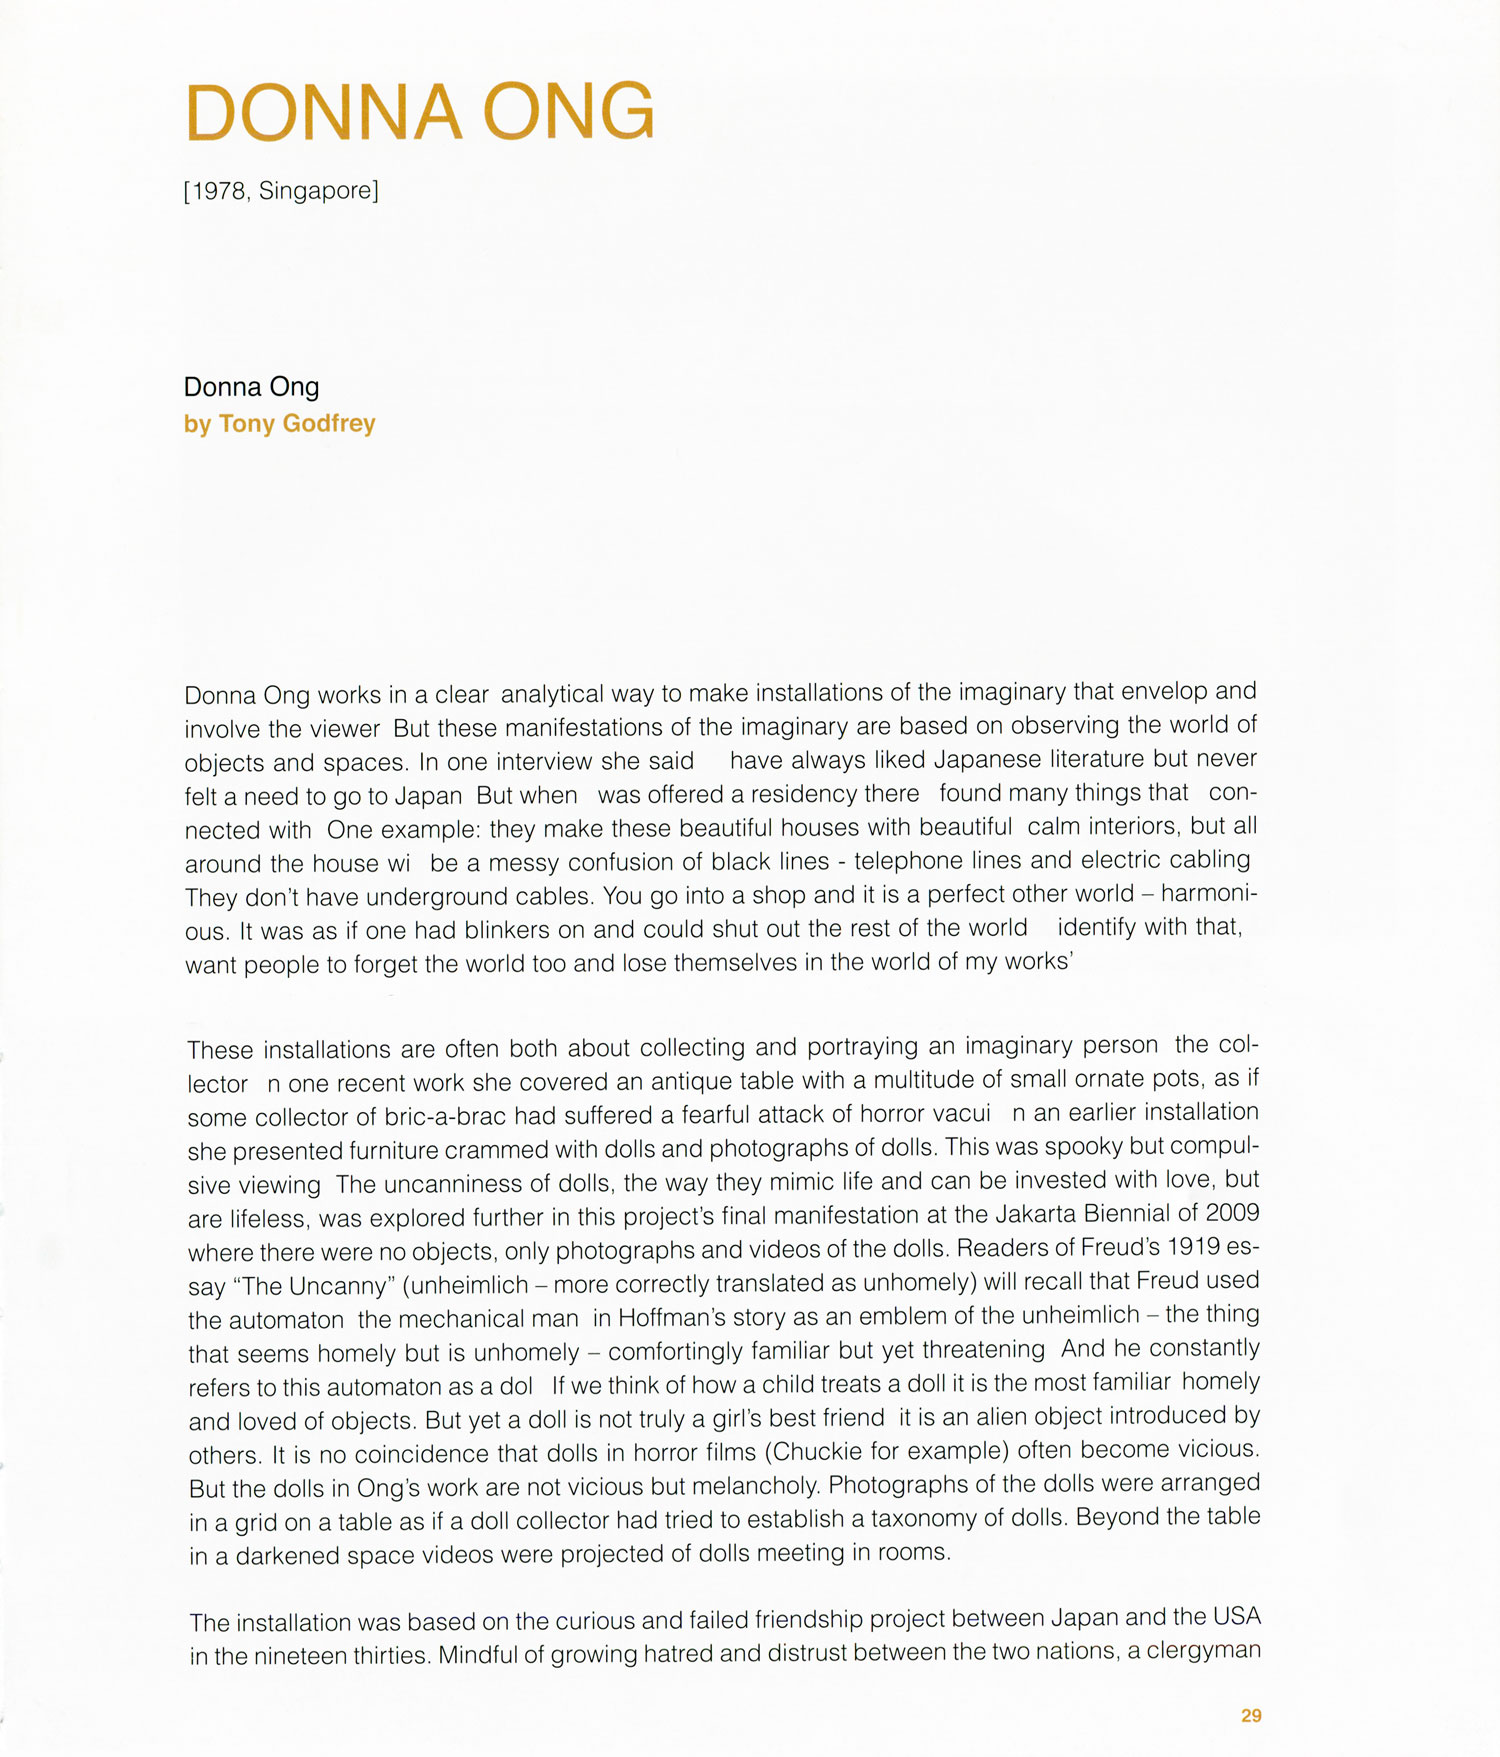 DONNA ONG
[1978, Singapore]
Donna Ong
by Tony Godfrey
Donna Ong works in a clear analytical way to make installations of the imaginary that envelop and
involve the viewer But these manifestations of the imaginary are based on observing the world of
objects and spaces. In one interview she said have always liked Japanese literature but never
felt a need to go to Japan But when was offered a residency there found many things that con-
nected with One example: they make these beautiful houses with beautiful calm interiors, but all
around the house wi be a messy confusion of black lines - telephone lines and electric cabling
They don't have underground cables. You go into a shop and it is a perfect other world – harmoni-
ous. It was as if one had blinkers on and could shut out the rest of the world identify with that,
want people to forget the world too and lose themselves in the world of my works’
These installations are often both about collecting and portraying an imaginary person the col-
lector n one recent work she covered an antique table with a multitude of small ornate pots, as if
some collector of bric-a-brac had suffered a fearful attack of horror vacui n an earlier installation
she presented furniture crammed with dolls and photographs of dolls. This was spooky but compul-
sive viewing The uncanniness of dolls, the way they mimic life and can be invested with love, but
are lifeless, was explored further in this project’s final manifestation at the Jakarta Biennial of 2009
where there were no objects, only photographs and videos of the dolls. Readers of Freud’s 1919 es-
say “The Uncanny” (unheimlich – more correctly translated as unhomely) will recall that Freud used
the automaton the mechanical man in Hoffman’s story as an emblem of the unheimlich – the thing
that seems homely but is unhomely – comfortingly familiar but yet threatening And he constantly
refers to this automaton as a dol If we think of how a child treats a doll it is the most familiar homely
and loved of objects. But yet a doll is not truly a girl’s best friend it is an alien object introduced by
others. It is no coincidence that dolls in horror films (Chuckie for example) often become vicious.
But the dolls in Ong’s work are not vicious but melancholy. Photographs of the dolls were arranged
in a grid on a table as if a doll collector had tried to establish a taxonomy of dolls. Beyond the table
in a darkened space videos were projected of dolls meeting in rooms.
The installation was based on the curious and failed friendship project between Japan and the USA
in the nineteen thirties. Mindful of growing hatred and distrust between the two nations, a clergyman
29